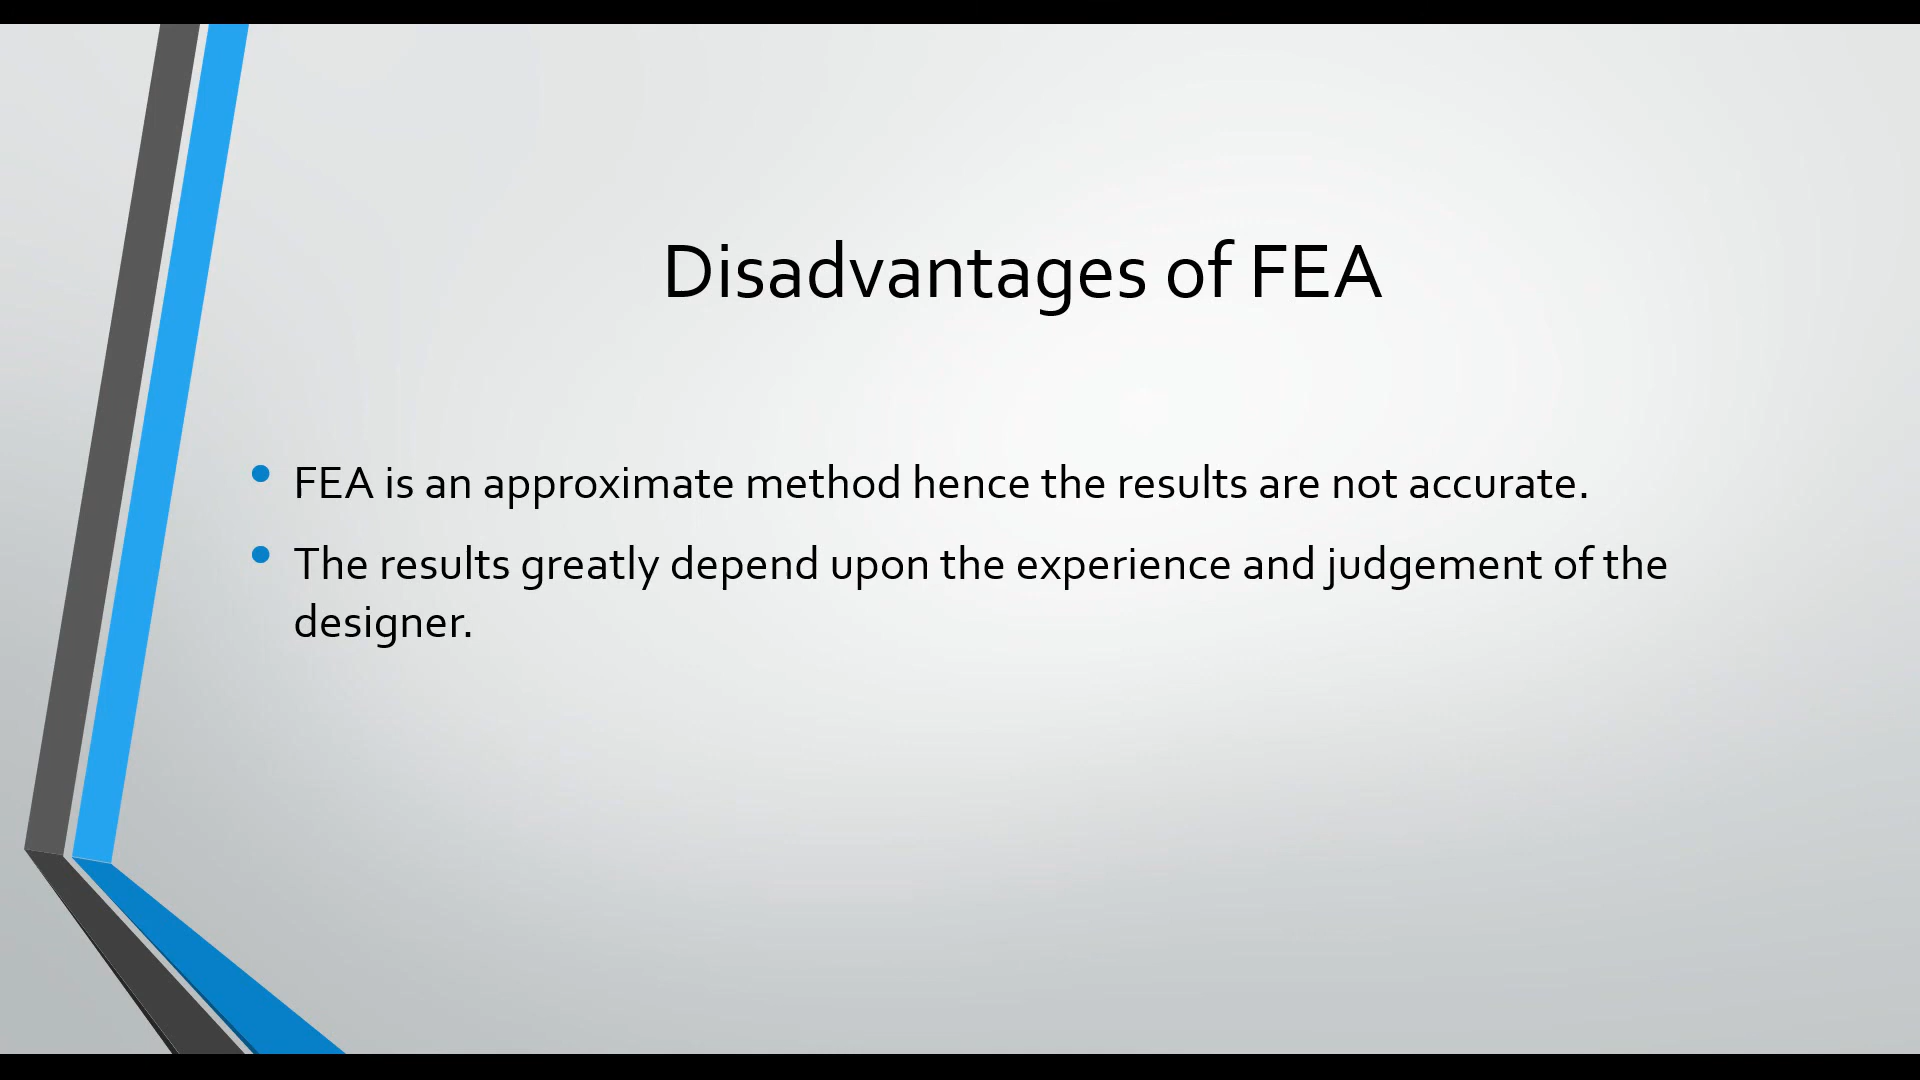 Disadvantages of FEA
FEA is an approximate method hence the results are not accurate.
The results greatly depend upon the experience and judgement of the
designer.